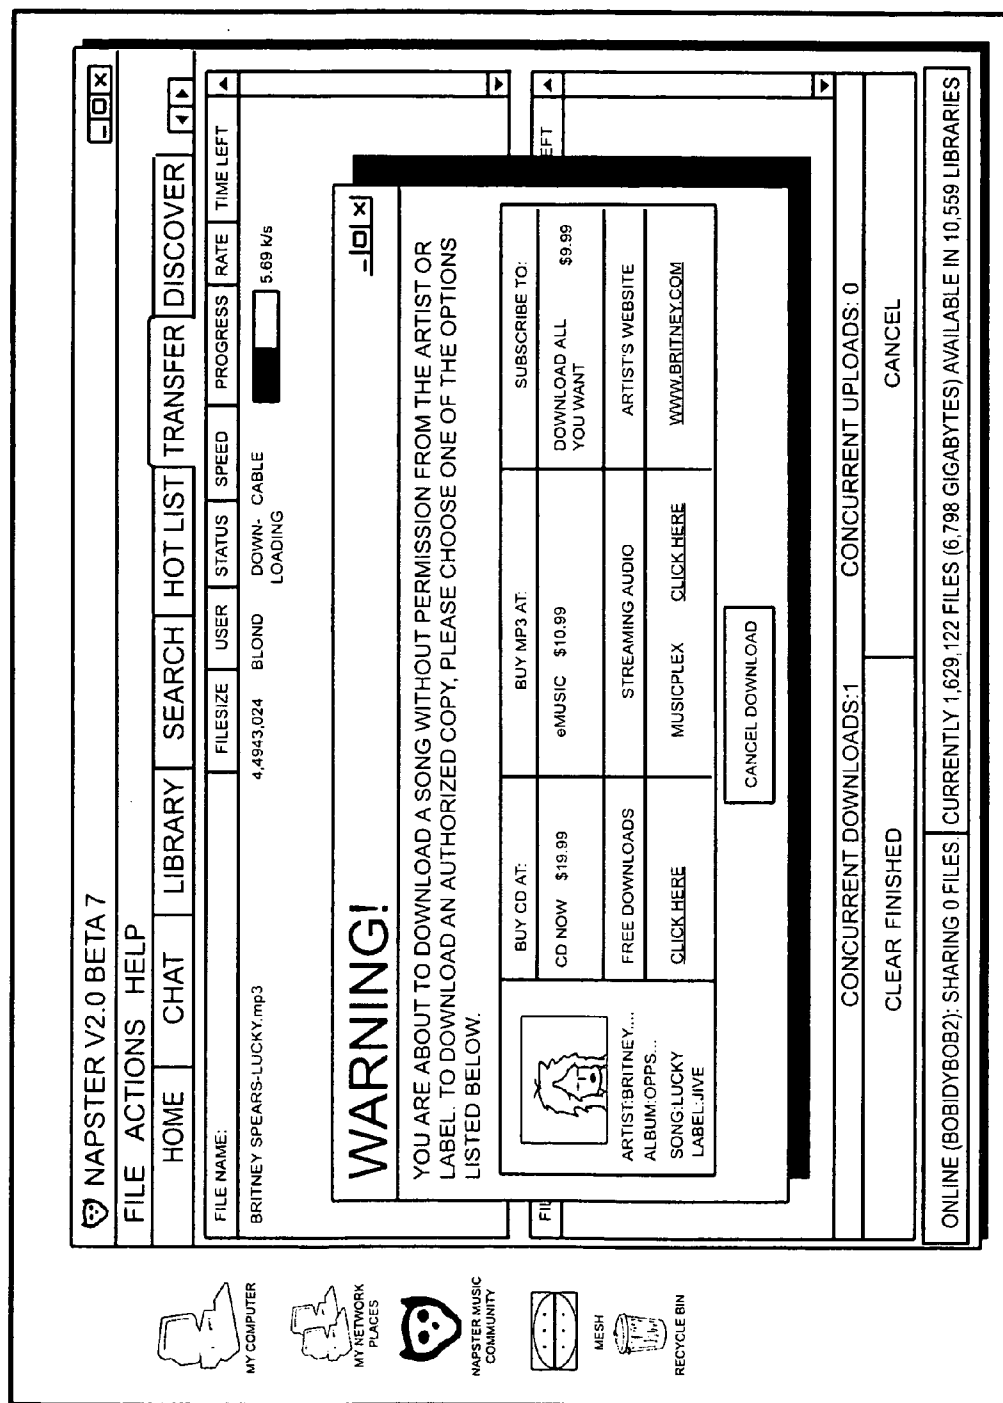 NAPSTER V2.0 BETA 7
FILE ACTIONS HELP
HOME CHAT LIBRARY SEARCH HOT LIST TRANSFER DISCOVER
FILE NAME: FILESIZE USER STATUS SPEED PROGRESS RATE TIME LEFT
BRITNEY SPEARS-LUCKY.mp3 4,4943,024 BLOND DOWN- CABLE 5.69 k/s
LOADING
WARNING!
YOU ARE ABOUT TO DOWNLOAD A SONG WITHOUT PERMISSION FROM THE ARTIST OR
LABEL. TO DOWNLOAD AN AUTHORIZED COPY, PLEASE CHOOSE ONE OF THE OPTIONS
LISTED BELOW.
BUY CD AT: BUY MP3 AT: SUBSCRIBE TO:
CD NOW $19.99 eMUSIC $10.99 DOWNLOAD ALL $9.99
YOU WANT
FREE DOWNLOADS STREAMING AUDIO ARTIST'S WEBSITE
CLICK HERE MUSICPLEX CLICK HERE WWW.BRITNEY.COM
ARTIST:BRITNEY....
ALBUM:OPPS...
SONG:LUCKY
LABEL:JIVE
CANCEL DOWNLOAD
FIL EFT
CONCURRENT DOWNLOADS:1 CONCURRENT UPLOADS: 0
CLEAR FINISHED CANCEL
ONLINE (BOBIDYBOB2): SHARING 0 FILES. CURRENTLY 1,629,122 FILES (6,798 GIGABYTES) AVAILABLE IN 10,559 LIBRARIES
MY COMPUTER
MY NETWORK
PLACES
NAPSTER MUSIC
COMMUNITY
MESH
RECYCLE BIN